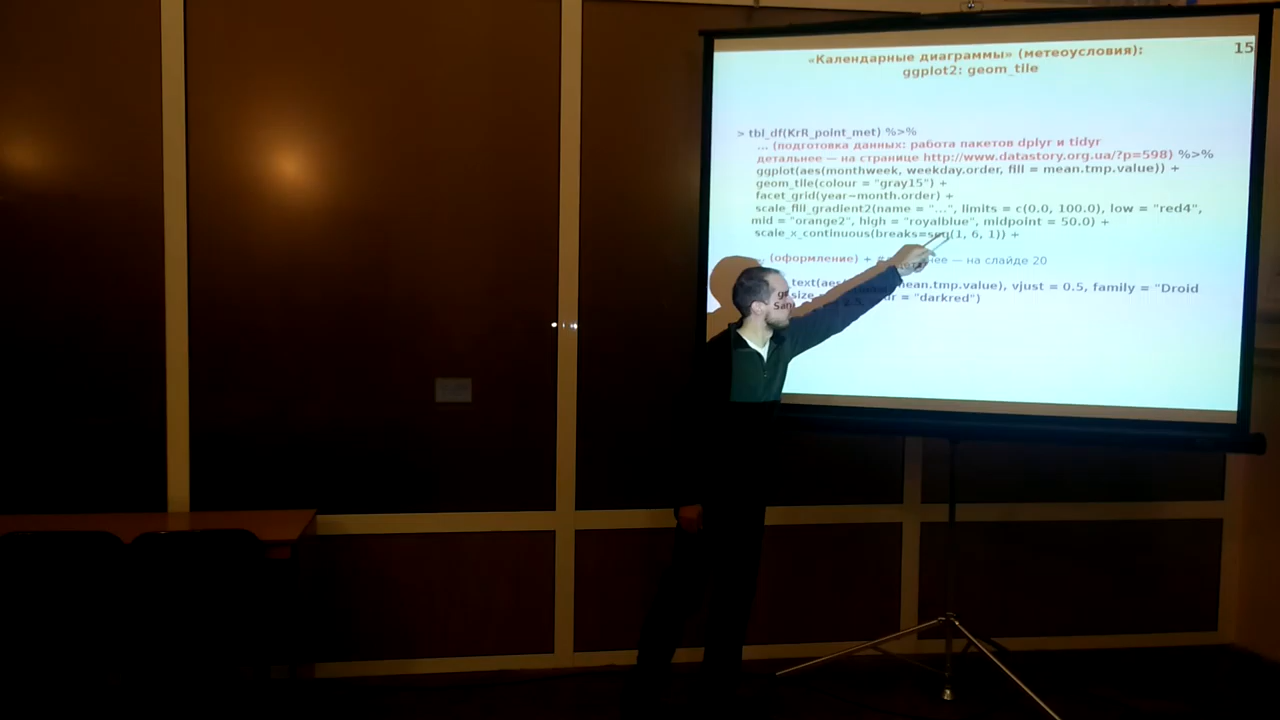 «Календарные диаграммы» (метеоусловия):
15
ggplot2: geom_tile
> tbl_df(KrR_point_met) %>%
... (подготовка данных: работа пакетов dplyr и tidyr
детальнее — на странице http://www.datastory.org.ua/?p=598) %>%
ggplot(aes(monthweek, weekday.order, fill = mean.tmp.value)) +
geom_tile(colour = "gray15") +
facet_grid(year~month.order) +
scale_fill_gradient2(name = "...", limits = c(0.0, 100.0), low = "red4",
mid = "orange2", high = "royalblue", midpoint = 50.0) +
scale_x_continuous(breaks=seq(1, 6, 1)) +
(оформление) + — на слайде 20
mean.tmp.value), vjust = 0.5, family = "Droid
= "darkred")